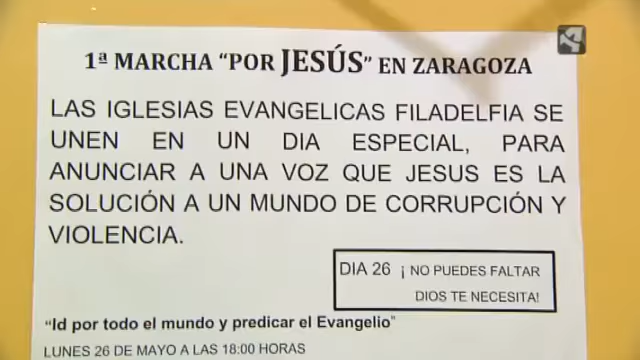 1ª MARCHA “POR JESÚS” EN ZARAGOZA
LAS IGLESIAS EVANGELICAS FILADELFIA SE
UNEN EN UN DIA ESPECIAL, PARA
ANUNCIAR A UNA VOZ QUE JESUS ES LA
SOLUCIÓN A UN MUNDO DE CORRUPCIÓN Y
VIOLENCIA.
DIA 26 ¡ NO PUEDES FALTAR
DIOS TE NECESITA!
“Id por todo el mundo y predicar el Evangelio”
LUNES 26 DE MAYO A LAS 18:00 HORAS